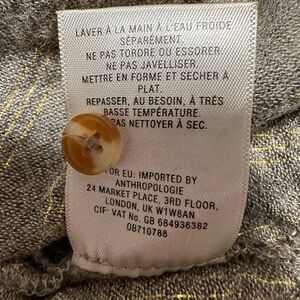 LAVER À LA MAIN À L'EAU FROIDE
SÉPARÉMENT.
NE PAS TORDRE OU ESSORER.
NE PAS JAVELLISER
METTRE EN FORME ET SECHER À
PLAT.
REPASSER, AU BESOIN, À TRÈS
BASSE TEMPÉRATURE.
PAS NETTOYER À SEC.
FOR EU: IMPORTED BY
ANTHROPOLOGIE
24 MARKET PLACE, 3RD FLOOR,
LONDON, UK W1W8AN
CIF: VAT No. GB 684936382
OB710788